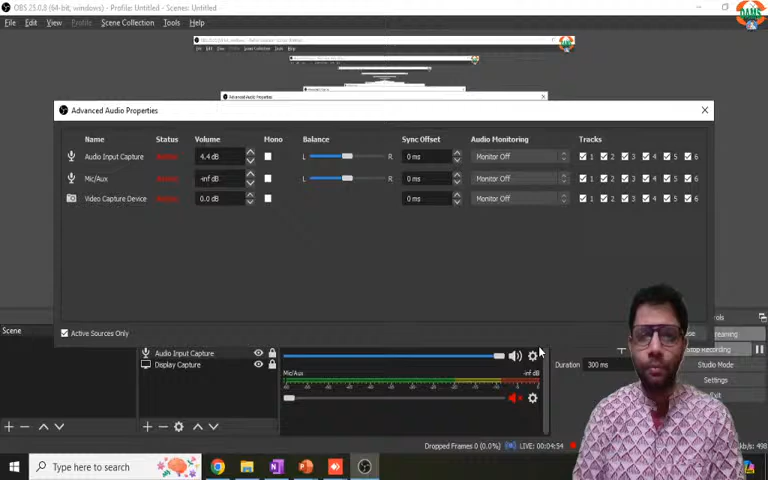 OBS 25.0.8 (64-bit, windows) - Profile: Untitled - Scenes: Untitled
File Edit View Profile Scene Collection Tools Help
DAMS
Advanced Audio Properties
Name Status Volume Mono Balance Sync Offset Audio Monitoring Tracks
Audio Input Capture Active 4.4 dB L R 0 ms Monitor Off 1 2 3 4 5 6
Mic/Aux Active -inf dB L R 0 ms Monitor Off 1 2 3 4 5 6
Video Capture Device Active 0.0 dB 0 ms Monitor Off 1 2 3 4 5 6
Active Sources Only
Scene
Audio Input Capture
Display Capture
Mic/Aux -inf dB
Duration 300 ms
Stop Recording
Studio Mode
Settings
Dropped Frames 0 (0.0%) LIVE: 00:04:54
Type here to search